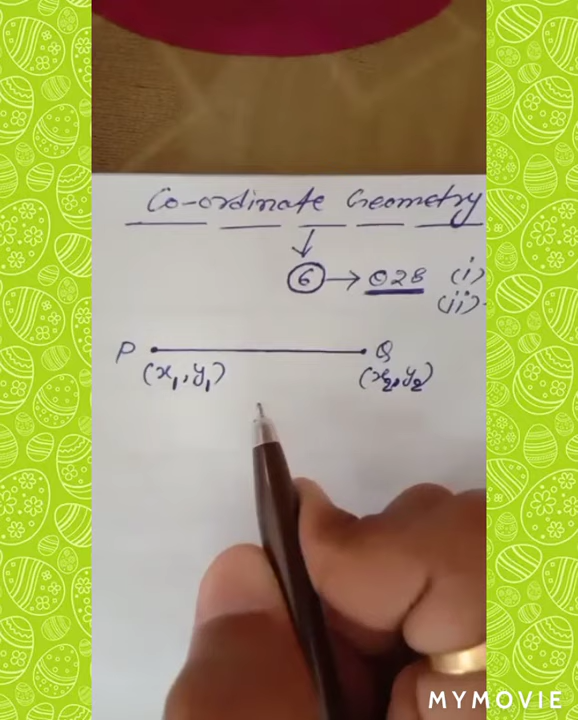 Co-ordinate Geometry
6 → Q28 (i)
(ii)
P Q
(x₁, y₁) (x₂, y₂)
MYMOVIE